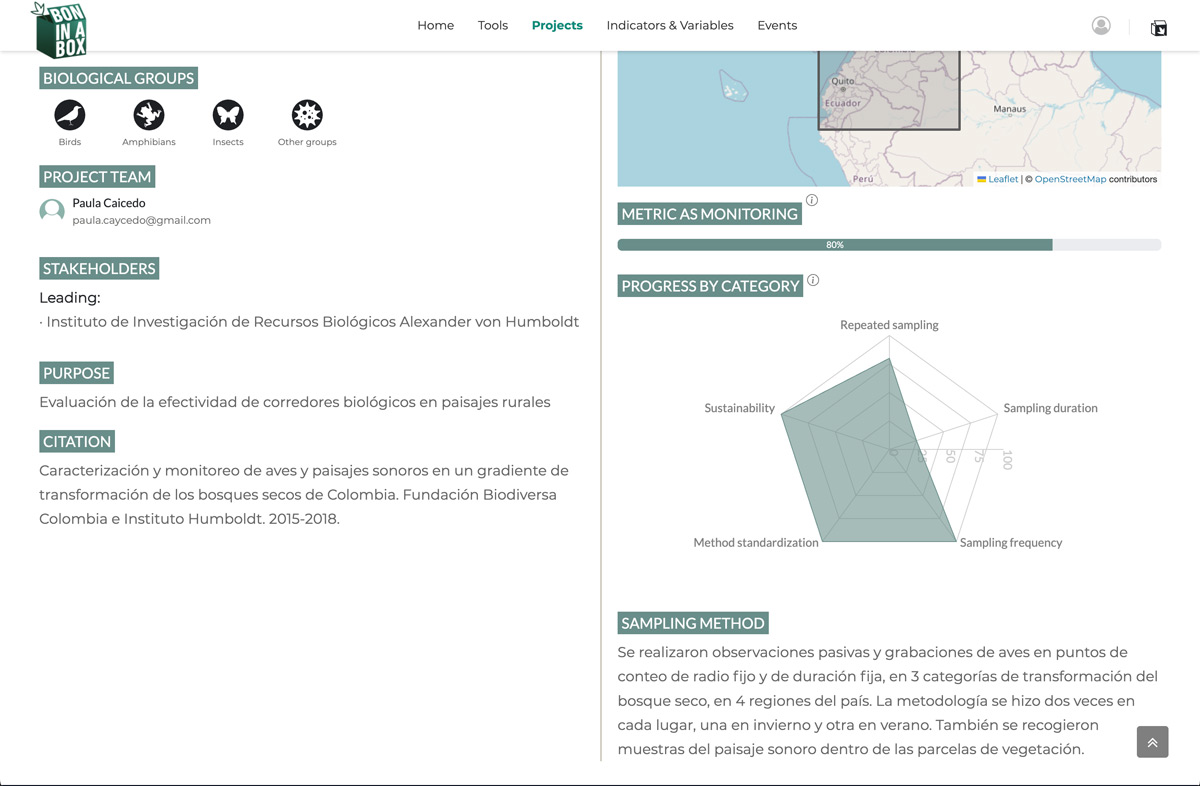 BON
IN A
BOX
Home
Tools
Projects
Indicators & Variables
Events
BIOLOGICAL GROUPS
Birds
Amphibians
Insects
Other groups
PROJECT TEAM
Paula Caicedo
paula.caycedo@gmail.com
STAKEHOLDERS
Leading:
· Instituto de Investigación de Recursos Biológicos Alexander von Humboldt
PURPOSE
Evaluación de la efectividad de corredores biológicos en paisajes rurales
CITATION
Caracterización y monitoreo de aves y paisajes sonoros en un gradiente de
transformación de los bosques secos de Colombia. Fundación Biodiversa
Colombia e Instituto Humboldt. 2015-2018.
Colombia
Quito
Ecuador
Manaus
Perú
Leaflet | © OpenStreetMap contributors
METRIC AS MONITORING
80%
PROGRESS BY CATEGORY
Repeated sampling
Sustainability
Sampling duration
0 25 50 75 100
Method standardization
Sampling frequency
SAMPLING METHOD
Se realizaron observaciones pasivas y grabaciones de aves en puntos de
conteo de radio fijo y de duración fija, en 3 categorías de transformación del
bosque seco, en 4 regiones del país. La metodología se hizo dos veces en
cada lugar, una en invierno y otra en verano. También se recogieron
muestras del paisaje sonoro dentro de las parcelas de vegetación.